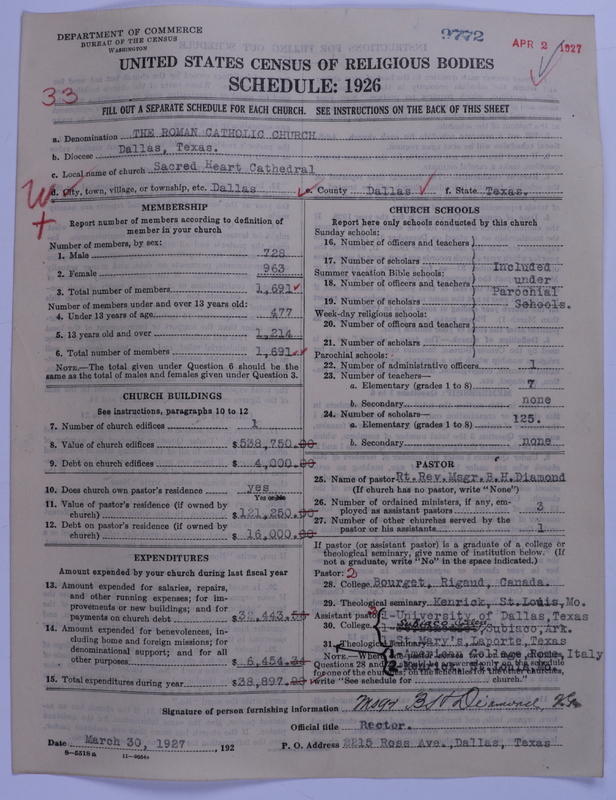 DEPARTMENT OF COMMERCE
BUREAU OF THE CENSUS
WASHINGTON
9772
APR 2 1927
UNITED STATES CENSUS OF RELIGIOUS BODIES
SCHEDULE: 1926
33
FILL OUT A SEPARATE SCHEDULE FOR EACH CHURCH. SEE INSTRUCTIONS ON THE BACK OF THIS SHEET
a. Denomination THE ROMAN CATHOLIC CHURCH
b. Diocese Dallas, Texas.
c. Local name of church Sacred Heart Cathedral
d. City, town, village, or township, etc. Dallas e. County Dallas f. State Texas.
MEMBERSHIP
Report number of members according to definition of
member in your church
Number of members, by sex:
1. Male 728
2. Female 963
3. Total number of members 1,691
Number of members under and over 13 years old:
4. Under 13 years of age 477
5. 13 years old and over 1,214
6. Total number of members 1,691
NOTE.—The total given under Question 6 should be
same as the total of males and females given under Question 3.
CHURCH BUILDINGS
See instructions, paragraphs 10 to 12
7. Number of church edifices 1
8. Value of church edifices $538,750.00
9. Debt on church edifices $ 4,000.00
10. Does church own pastor's residence yes
Yes or No
11. Value of pastor's residence (if owned by
church) $121,250.00
12. Debt on pastor's residence (if owned by
church) $ 16,000.00
EXPENDITURES
Amount expended by your church during last fiscal year
13. Amount expended for salaries, repairs,
and other running expenses; for im-
provements or new buildings; and for
payments on church debt
14. Amount expended for benevolences, in-
cluding home and foreign missions; for
denominational support; and for all
other purposes
15. Total expenditures during year $38,897.
CHURCH SCHOOLS
Report here only schools conducted by this church
Sunday schools:
16. Number of officers and teachers
17. Number of scholars
Summer vacation Bible schools:
18. Number of officers and teachers
19. Number of scholars
Included
under
Parochial
Schools.
Week-day religious schools:
20. Number of officers and teachers
21. Number of scholars
Parochial schools:
22. Number of administrative officers 1
23. Number of teachers—
a. Elementary (grades 1 to 8) 7
b. Secondary none
24. Number of scholars—
a. Elementary (grades 1 to 8) 125.
b. Secondary none
PASTOR
25. Name of pastor Rt.Rev.Msgr.B.H.Diamond
(If church has no pastor, write "None")
26. Number of ordained ministers, if any, em-
ployed as assistant pastors 3
27. Number of other churches served by the
pastor or his assistants 1
If pastor (or assistant pastor) is a graduate of a college or
theological seminary, give name of institution below. (If
not a graduate, write "No" in the space indicated.)
Pastor: 2
28. College Bourget, Rigaud, Canada.
29. Theological seminary Kenrick, St.Louis,Mo.
Assistant pastor: 1-University of Dallas,Texas
30. College Subiaco,Ark.
31. Theological seminary St Mary's Laporte Texas
American College Rome,Italy
Signature of person furnishing information Msgr B H Diamond, V.G.
Official title Rector.
Date March 30, 1927 , 192
P. O. Address 2215 Ross Ave.,Dallas, Texas
8—5518 a